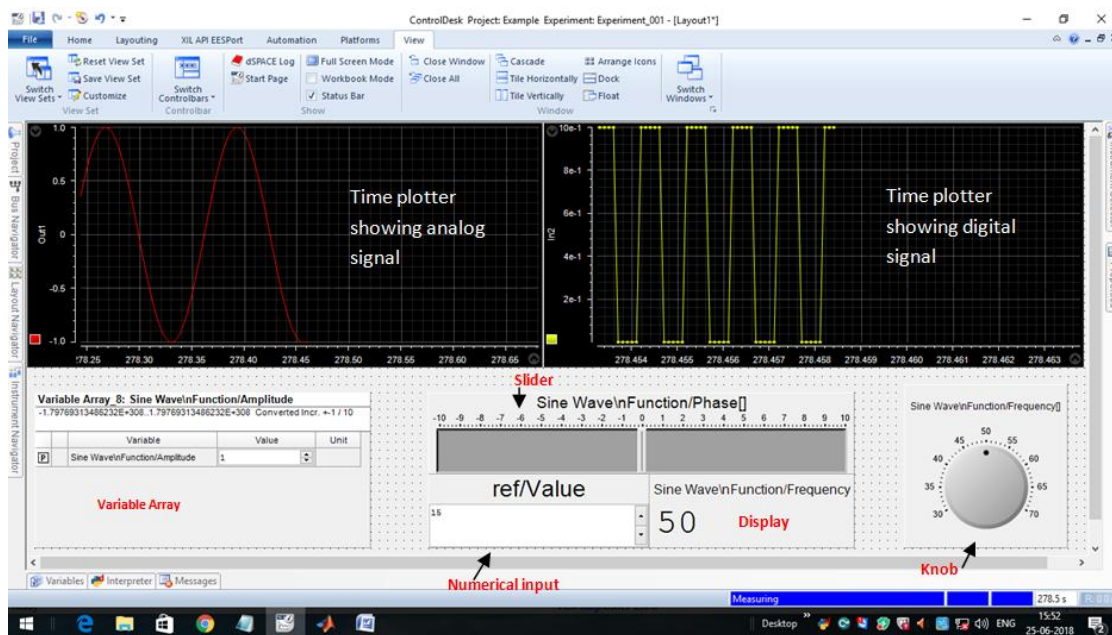 ControlDesk Project: Example Experiment: Experiment_001 - [Layout1*]
File Home Layouting XIL API EESPort Automation Platforms View
Switch View Sets
Reset View Set
Save View Set
Customize
View Set
Switch Controlbars
Controlbar
dSPACE Log
Start Page
Full Screen Mode
Workbook Mode
Status Bar
Show
Close Window
Close All
Cascade
Tile Horizontally
Tile Vertically
Arrange Icons
Dock
Float
Switch Windows
Window
Project
Bus Navigator
Layout Navigator
Instrument Navigator
1.0
0.5
0
-0.5
-1.0
Out1
Time plotter
showing analog
signal
278.25 278.30 278.35 278.40 278.45 278.50 278.55 278.60 278.65
10e-1
8e-1
6e-1
4e-1
2e-1
In2
Time plotter
showing digital
signal
278.454 278.455 278.456 278.457 278.458 278.459 278.460 278.461 278.462 278.463
Variable Array_8: Sine Wave\nFunction/Amplitude
-1.79769313486232E+308..1.79769313486232E+308 Converted Incr. +-1 / 10
Variable Value Unit
P Sine Wave\nFunction/Amplitude 1
Variable Array
Slider
Sine Wave\nFunction/Phase[]
-10 -9 -8 -7 -6 -5 -4 -3 -2 -1 0 1 2 3 4 5 6 7 8 9 10
ref/Value
15
Numerical input
Sine Wave\nFunction/Frequency
50
Display
Sine Wave\nFunction/Frequency[]
30 35 40 45 50 55 60 65 70
Knob
Variables Interpreter Messages
Measuring
278.5 s
Desktop
ENG
15:52
25-06-2018